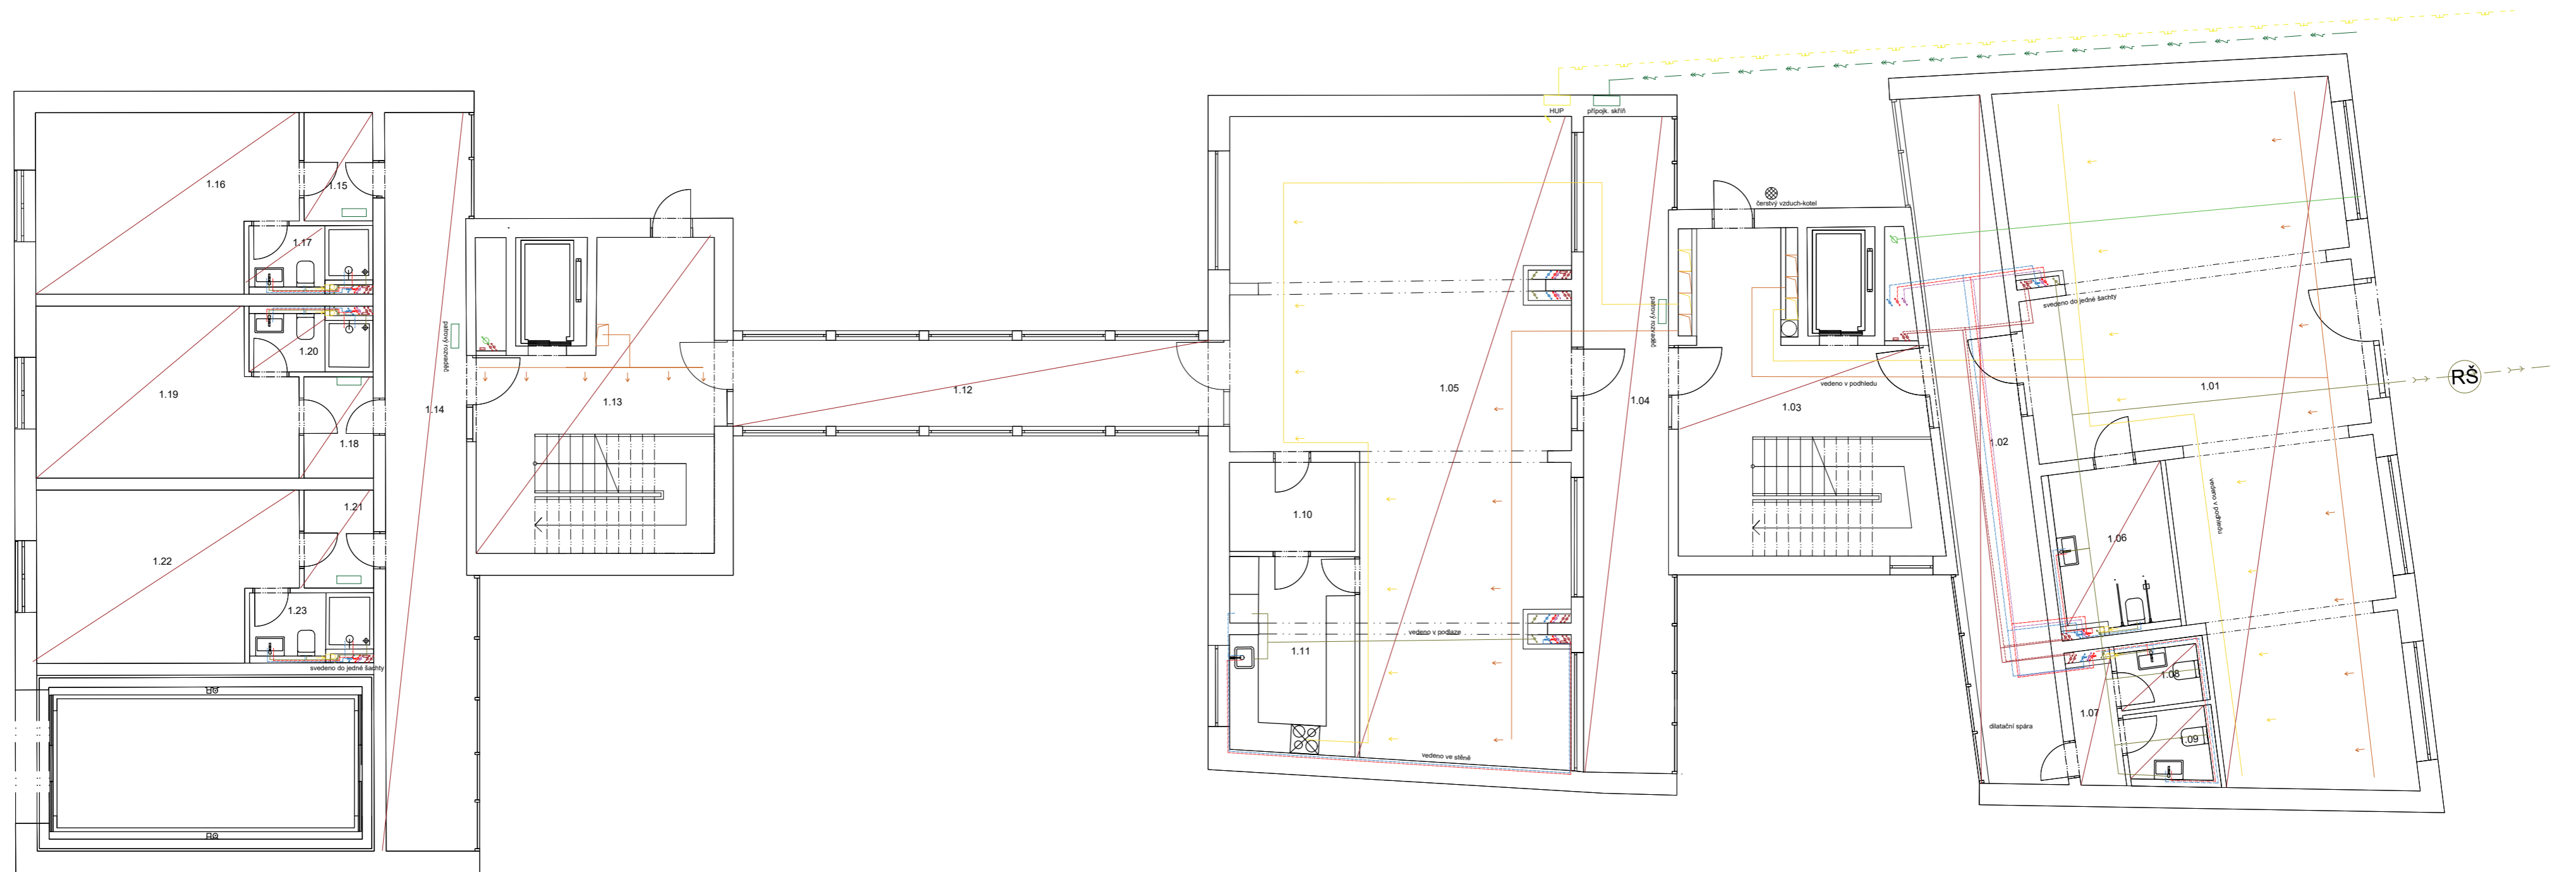 HUP
přípojk. skříň
1.16
1.15
čerstvý vzduch-kotel
1.17
svedeno do jedné šachty
patrový rozvaděč
patrový rozvaděč
1.20
1.19
1.14
1.13
1.12
1.05
1.04
vedeno v podhledu
1.03
1.01
RŠ
1.18
1.02
1.21
1.10
vedeno v podhledu
1.22
1.06
1.23
vedeno v podlaze
1.11
svedeno do jedné šachty
1.08
1.07
dilatační spára
1.09
vedeno ve stěně